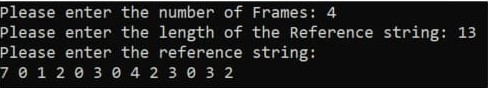 Please enter the number of Frames: 4
Please enter the length of the Reference string: 13
Please enter the reference string:
7 0 1 2 0 3 0 4 2 3 0 3 2